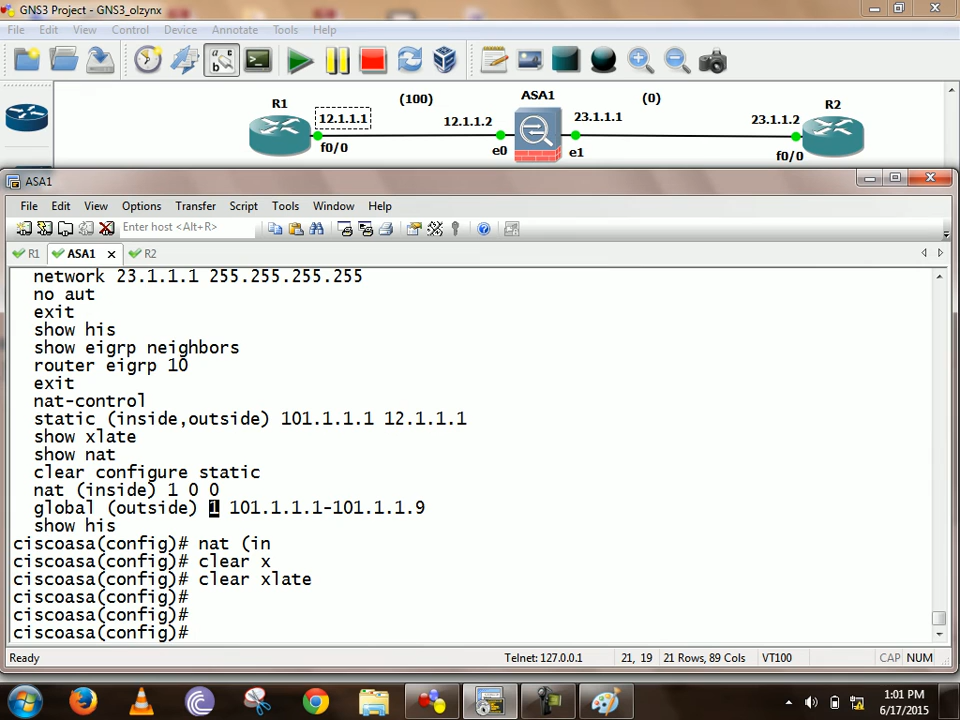 GNS3 Project - GNS3_olzynx
File Edit View Control Device Annotate Tools Help
R1
12.1.1.1
f0/0
(100)
12.1.1.2
e0
ASA1
23.1.1.1
e1
(0)
23.1.1.2
R2
f0/0
ASA1
File Edit View Options Transfer Script Tools Window Help
Enter host <Alt+R>
R1 ASA1 R2
network 23.1.1.1 255.255.255.255
no aut
exit
show his
show eigrp neighbors
router eigrp 10
exit
nat-control
static (inside,outside) 101.1.1.1 12.1.1.1
show xlate
show nat
clear configure static
nat (inside) 1 0 0
global (outside) 1 101.1.1.1-101.1.1.9
show his
ciscoasa(config)# nat (in
ciscoasa(config)# clear x
ciscoasa(config)# clear xlate
ciscoasa(config)#
ciscoasa(config)#
ciscoasa(config)#
Ready Telnet: 127.0.0.1 21, 19 21 Rows, 89 Cols VT100 CAP NUM
1:01 PM
6/17/2015